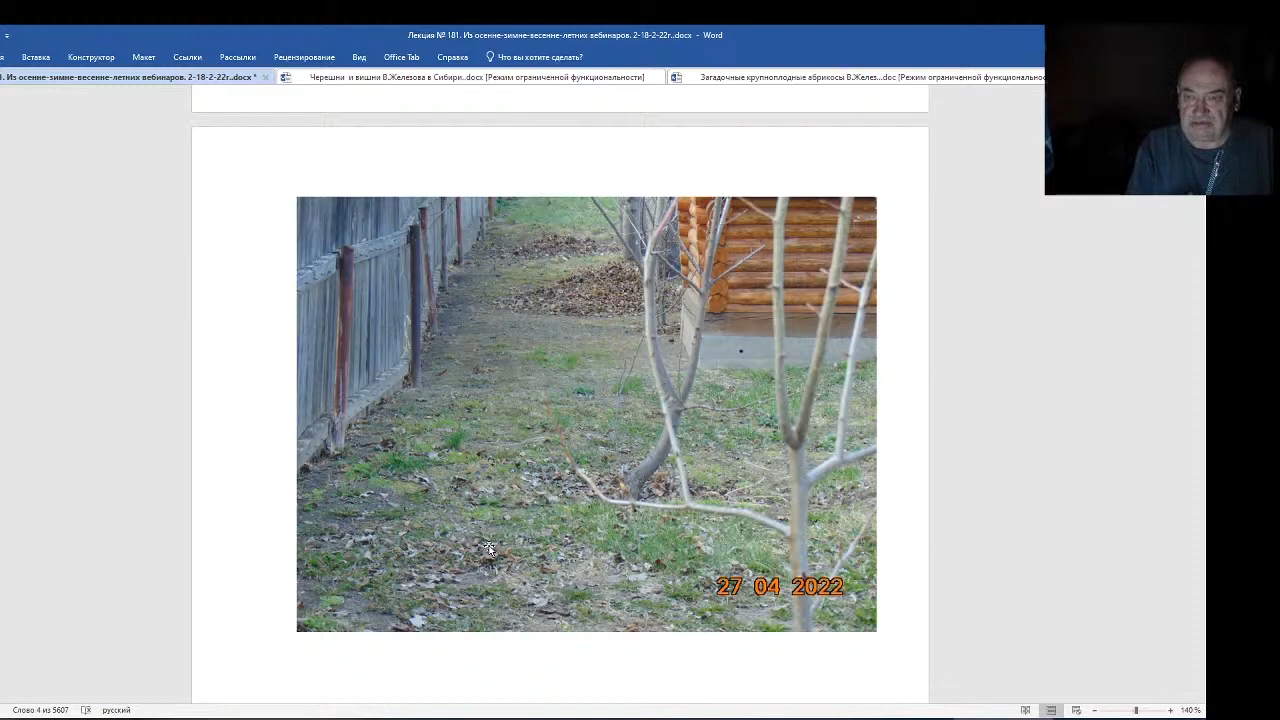 Лекция № 181. Из осенне-зимне-весенне-летних вебинаров. 2-18-2-22г..docx - Word
Вставка Конструктор Макет Ссылки Рассылки Рецензирование Вид Office Tab Справка Что вы хотите сделать?
. Из осенне-зимне-весенне-летних вебинаров. 2-18-2-22г..docx * Черешни и вишни В.Железова в Сибири..docx [Режим ограниченной функциональности] Загадочные крупноплодные абрикосы В.Желез...doc [Режим ограниченной функциональнос
27 04 2022
Слово 4 из 5607 русский 140 %